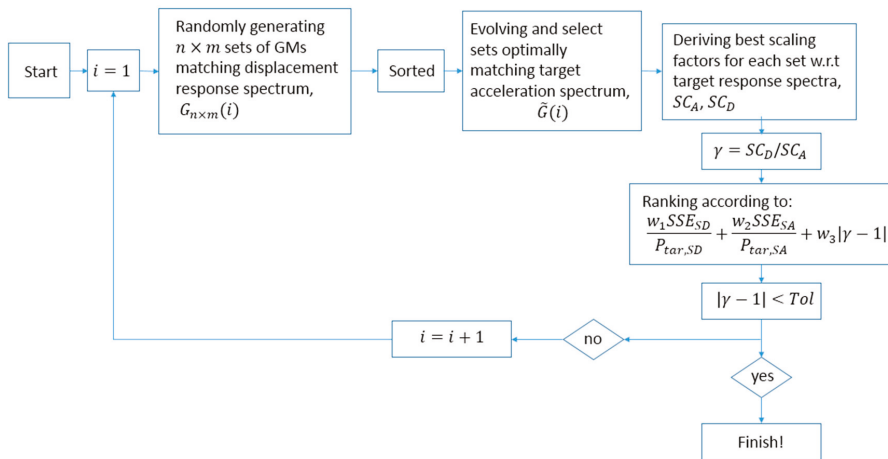 Start
i = 1
Randomly generating
n × m sets of GMs
matching displacement
response spectrum,
G_{n×m}(i)
Sorted
Evolving and select
sets optimally
matching target
acceleration spectrum,
G̃(i)
Deriving best scaling
factors for each set w.r.t
target response spectra,
SC_A, SC_D
γ = SC_D/SC_A
Ranking according to:
w_1SSE_{SD}/P_{tar,SD} + w_2SSE_{SA}/P_{tar,SA} + w_3|γ − 1|
|γ − 1| < Tol
no
i = i + 1
yes
Finish!